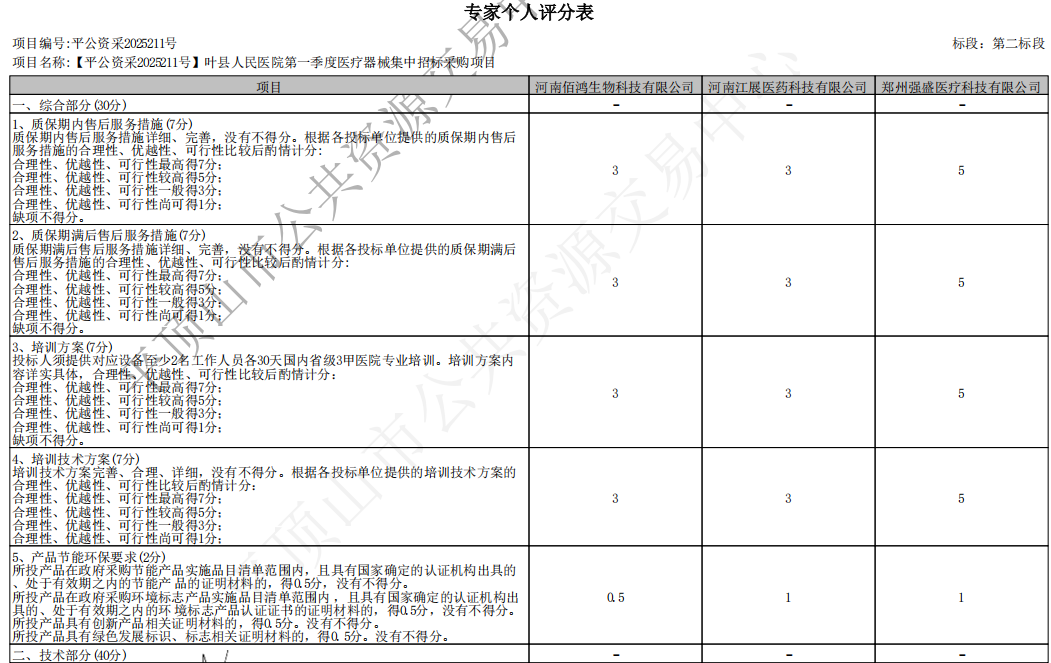 专家个人评分表
项目编号:平公资采2025211号
标段：第二标段
项目名称:【平公资采2025211号】叶县人民医院第一季度医疗器械集中招标采购项目
项目 河南佰鸿生物科技有限公司 河南江展医药科技有限公司 郑州强盛医疗科技有限公司
一、综合部分(30分) - - -
1、质保期内售后服务措施(7分)
质保期内售后服务措施详细、完善，没有不得分。根据各投标单位提供的质保期内售后
服务措施的合理性、优越性、可行性比较后酌情计分:
合理性、优越性、可行性最高得7分；
合理性、优越性、可行性较高得5分；
合理性、优越性、可行性一般得3分；
合理性、优越性、可行性尚可得1分；
缺项不得分。
3 3 5
2、质保期满后售后服务措施(7分)
质保期满后售后服务措施详细、完善，没有不得分。根据各投标单位提供的质保期满后
售后服务措施的合理性、优越性、可行性比较后酌情计分:
合理性、优越性、可行性最高得7分；
合理性、优越性、可行性较高得5分；
合理性、优越性、可行性一般得3分；
合理性、优越性、可行性尚可得1分；
缺项不得分。
3 3 5
3、培训方案(7分)
投标人须提供对应设备至少2名工作人员各30天国内省级3甲医院专业培训。培训方案内
容详实具体，合理性、优越性、可行性比较后酌情计分：
合理性、优越性、可行性最高得7分；
合理性、优越性、可行性较高得5分；
合理性、优越性、可行性一般得3分；
合理性、优越性、可行性尚可得1分；
缺项不得分。
3 3 5
4、培训技术方案(7分)
培训技术方案完善、合理、详细，没有不得分。根据各投标单位提供的培训技术方案的
合理性、优越性、可行性比较后酌情计分：
合理性、优越性、可行性最高得7分；
合理性、优越性、可行性较高得5分；
合理性、优越性、可行性一般得3分；
合理性、优越性、可行性尚可得1分；
3 3 5
5、产品节能环保要求(2分)
所投产品在政府采购节能产品实施品目清单范围内，且具有国家确定的认证机构出具的
、处于有效期之内的节能产品的证明材料的，得0.5分，没有不得分。
所投产品在政府采购环境标志产品实施品目清单范围内，且具有国家确定的认证机构出
具的、处于有效期之内的环境标志产品认证证书的证明材料的，得0.5分，没有不得分。
所投产品具有创新产品相关证明材料的，得0.5分。没有不得分。
所投产品具有绿色发展标识、标志相关证明材料的，得0.5分。没有不得分。
0.5 1 1
二、技术部分(40分) - - -
平顶山市公共资源交易中心
平顶山市公共资源交易中心